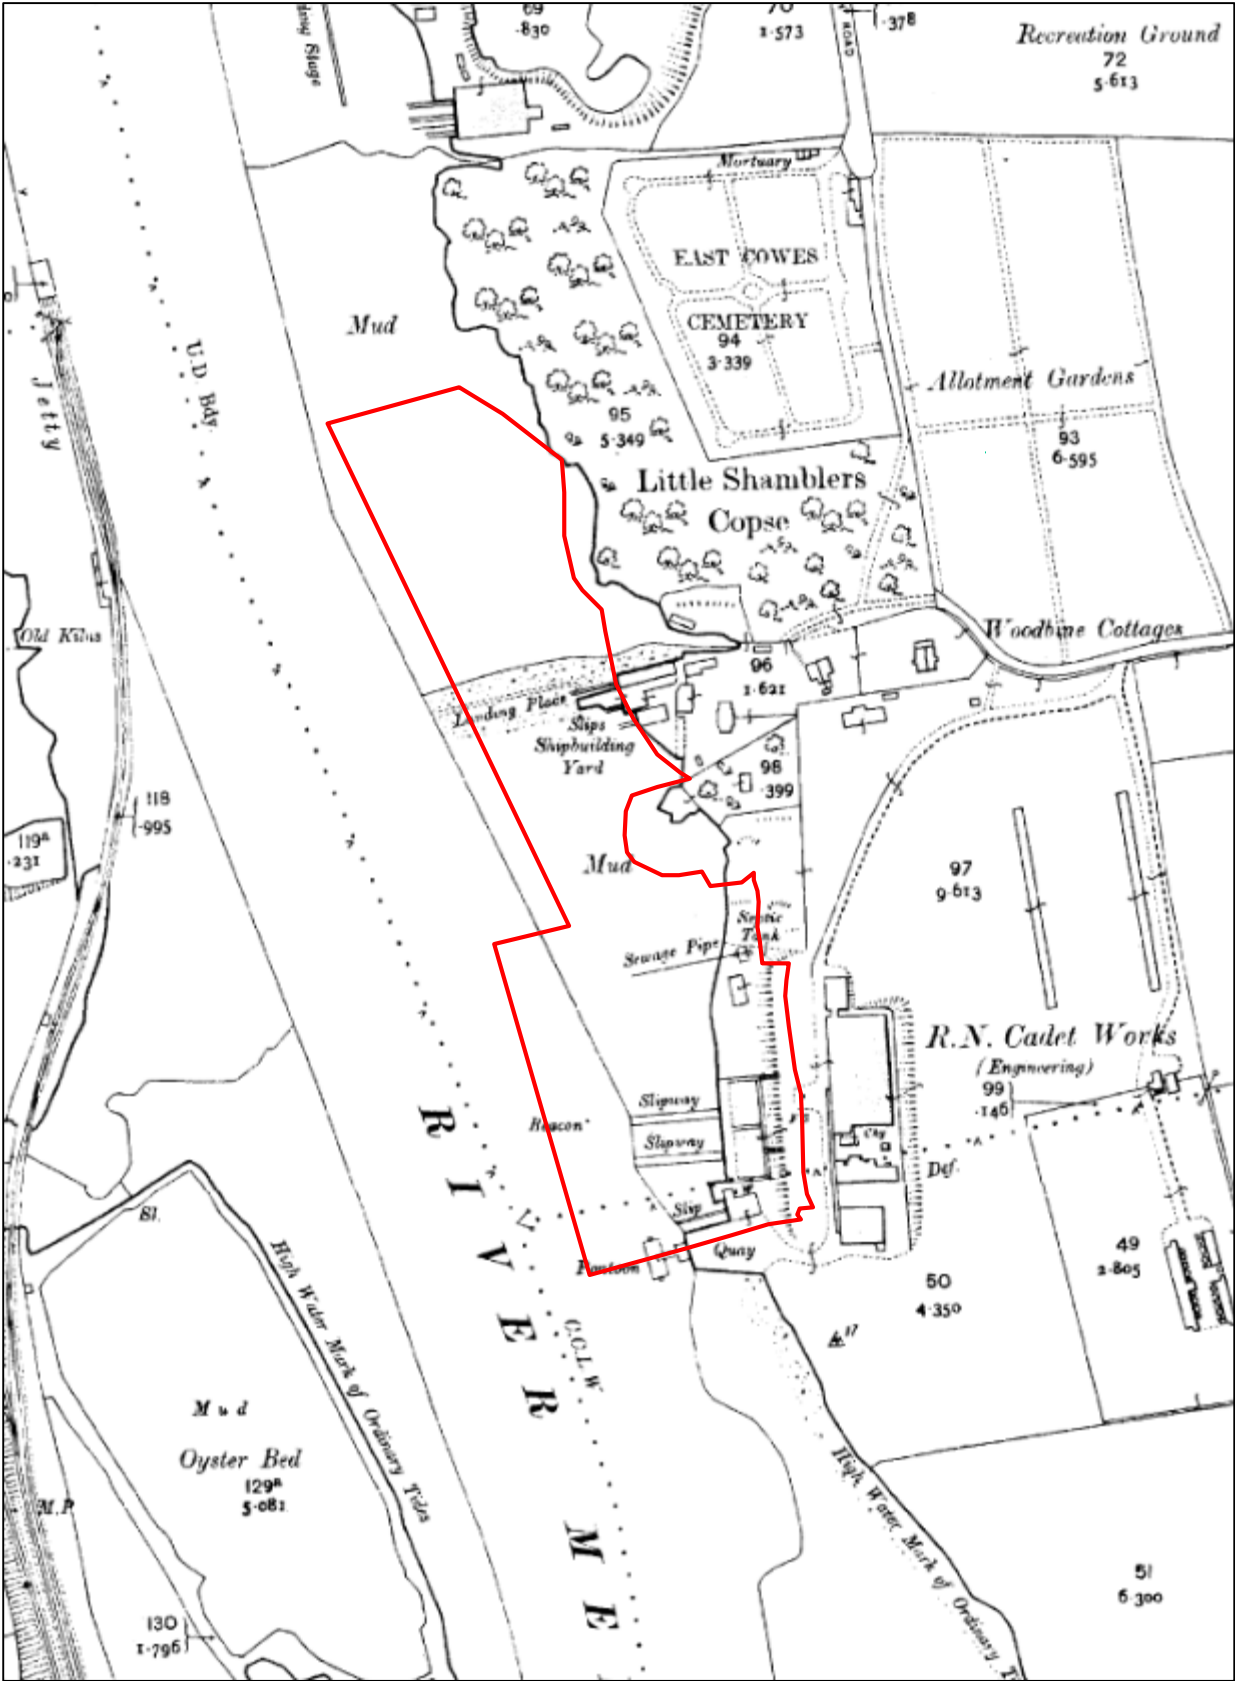 69
·830
70
1·573
·378
ROAD
Recreation Ground
72
5·613
Mortuary
EAST COWES
CEMETERY
94
3·339
Mud
U.D. Bdy.
Jetty
Allotment Gardens
93
6·595
95
5·349
Little Shamblers
Copse
Old Kilns
Woodbine Cottages
96
1·621
Landing Place
Slips
Shipbuilding
Yard
98
·399
118
·995
119ᴬ
·231
Mud
97
9·613
Septic
Tank
Sewage Pipe
R.N. Cadet Works
(Engineering)
99
·146
Slipway
Beacon
Slipway
Chy
Def.
Slip
Sl.
Quay
Pontoon
49
2·805
50
4·350
17
High Water Mark of Ordinary Tides
C.C.L.W.
RIVER ME
Mud
Oyster Bed
129ᴮ
5·081
M.P
High Water Mark of Ordinary T
51
6·300
130
1·796